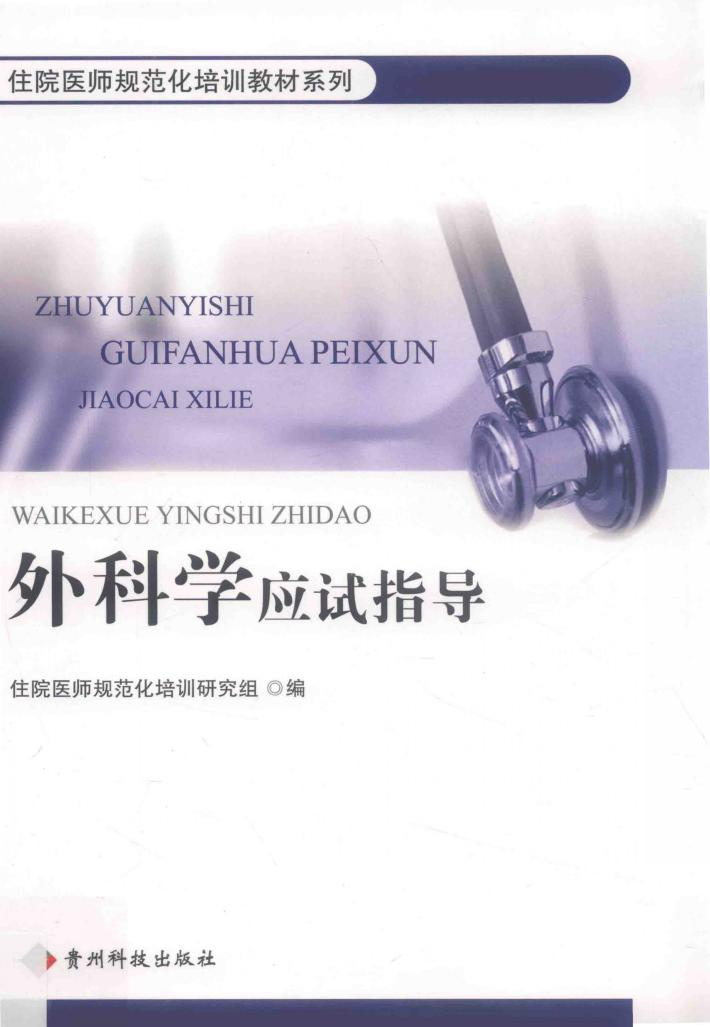 住院医师规范化培训教材系列
ZHUYUANYISHI
GUIFANHUA PEIXUN
JIAOCAI XILIE
WAIKEXUE YINGSHI ZHIDAO
外科学应试指导
住院医师规范化培训研究组 ◎编
贵州科技出版社